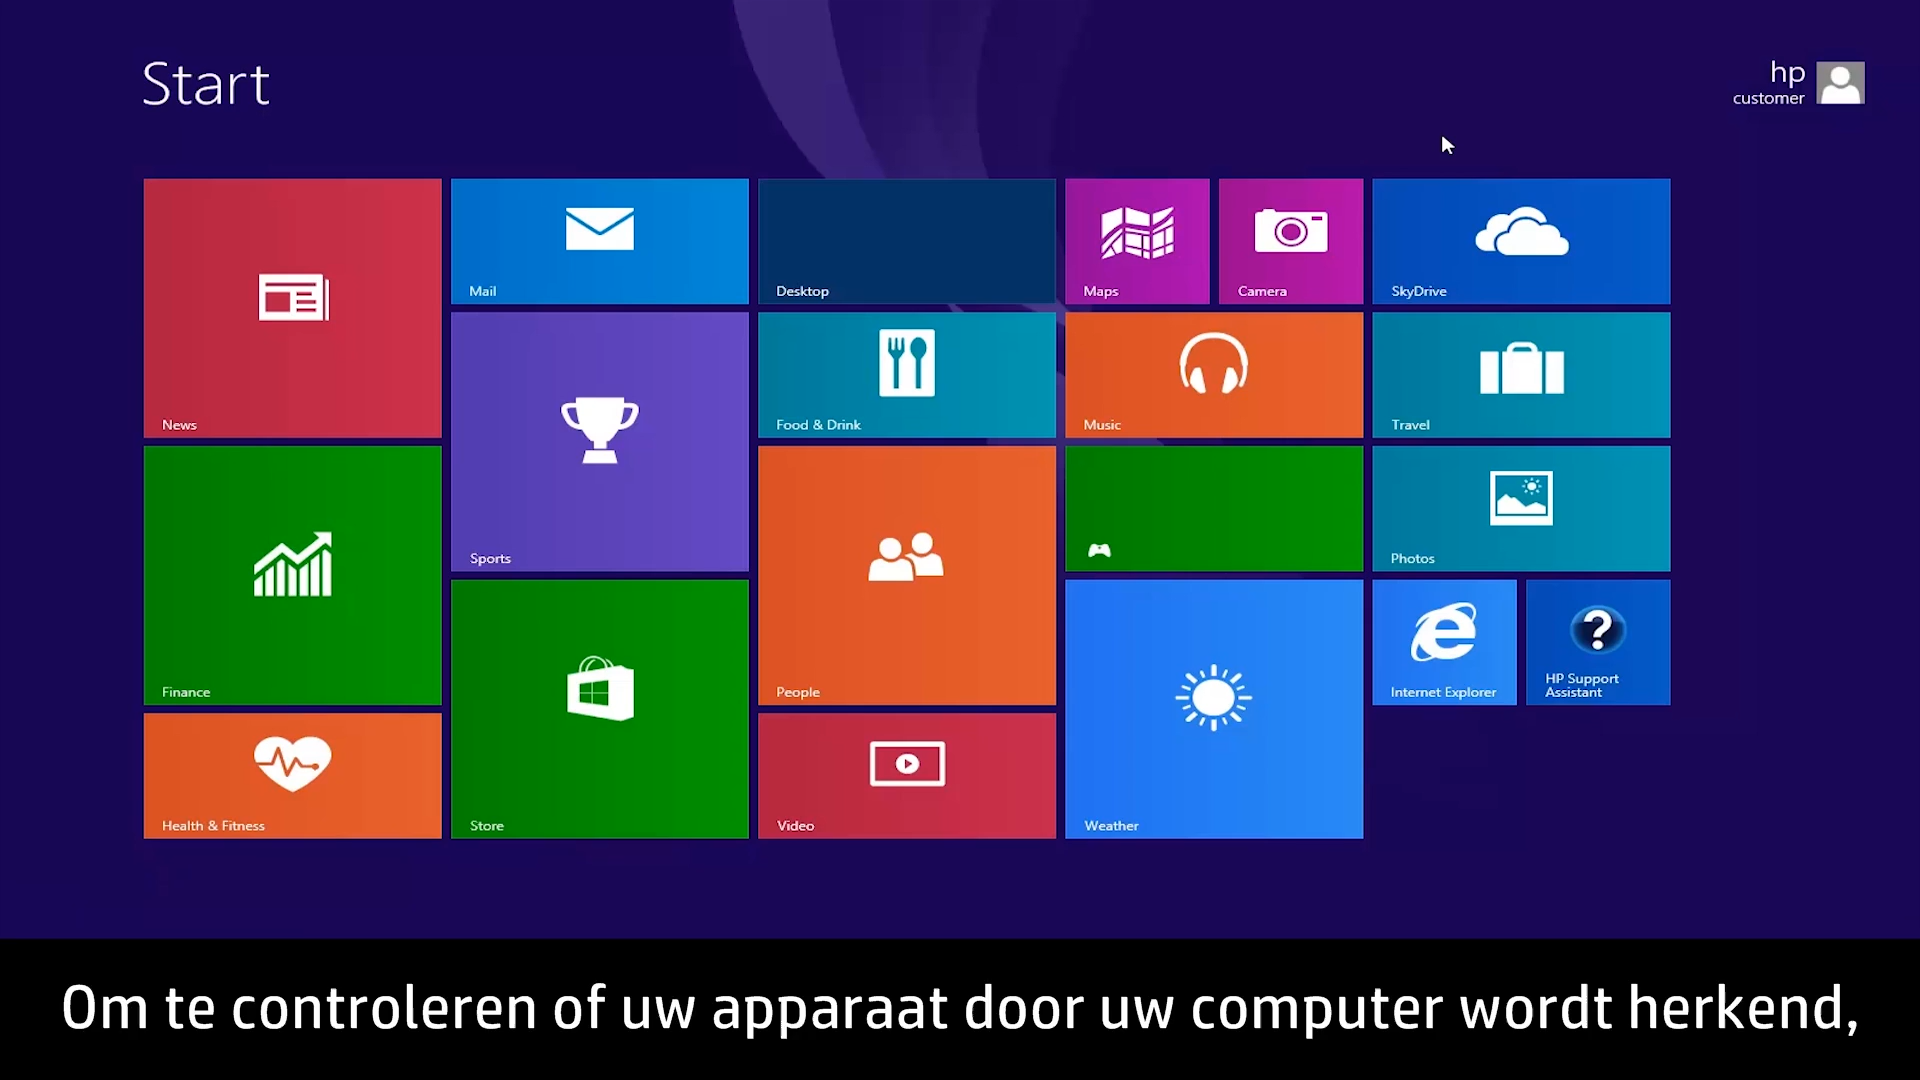 Start
hp
customer
News
Mail
Desktop
Maps
Camera
SkyDrive
Sports
Food & Drink
Music
Travel
Finance
People
Photos
Store
Internet Explorer
HP Support
Assistant
Health & Fitness
Video
Weather
Om te controleren of uw apparaat door uw computer wordt herkend,